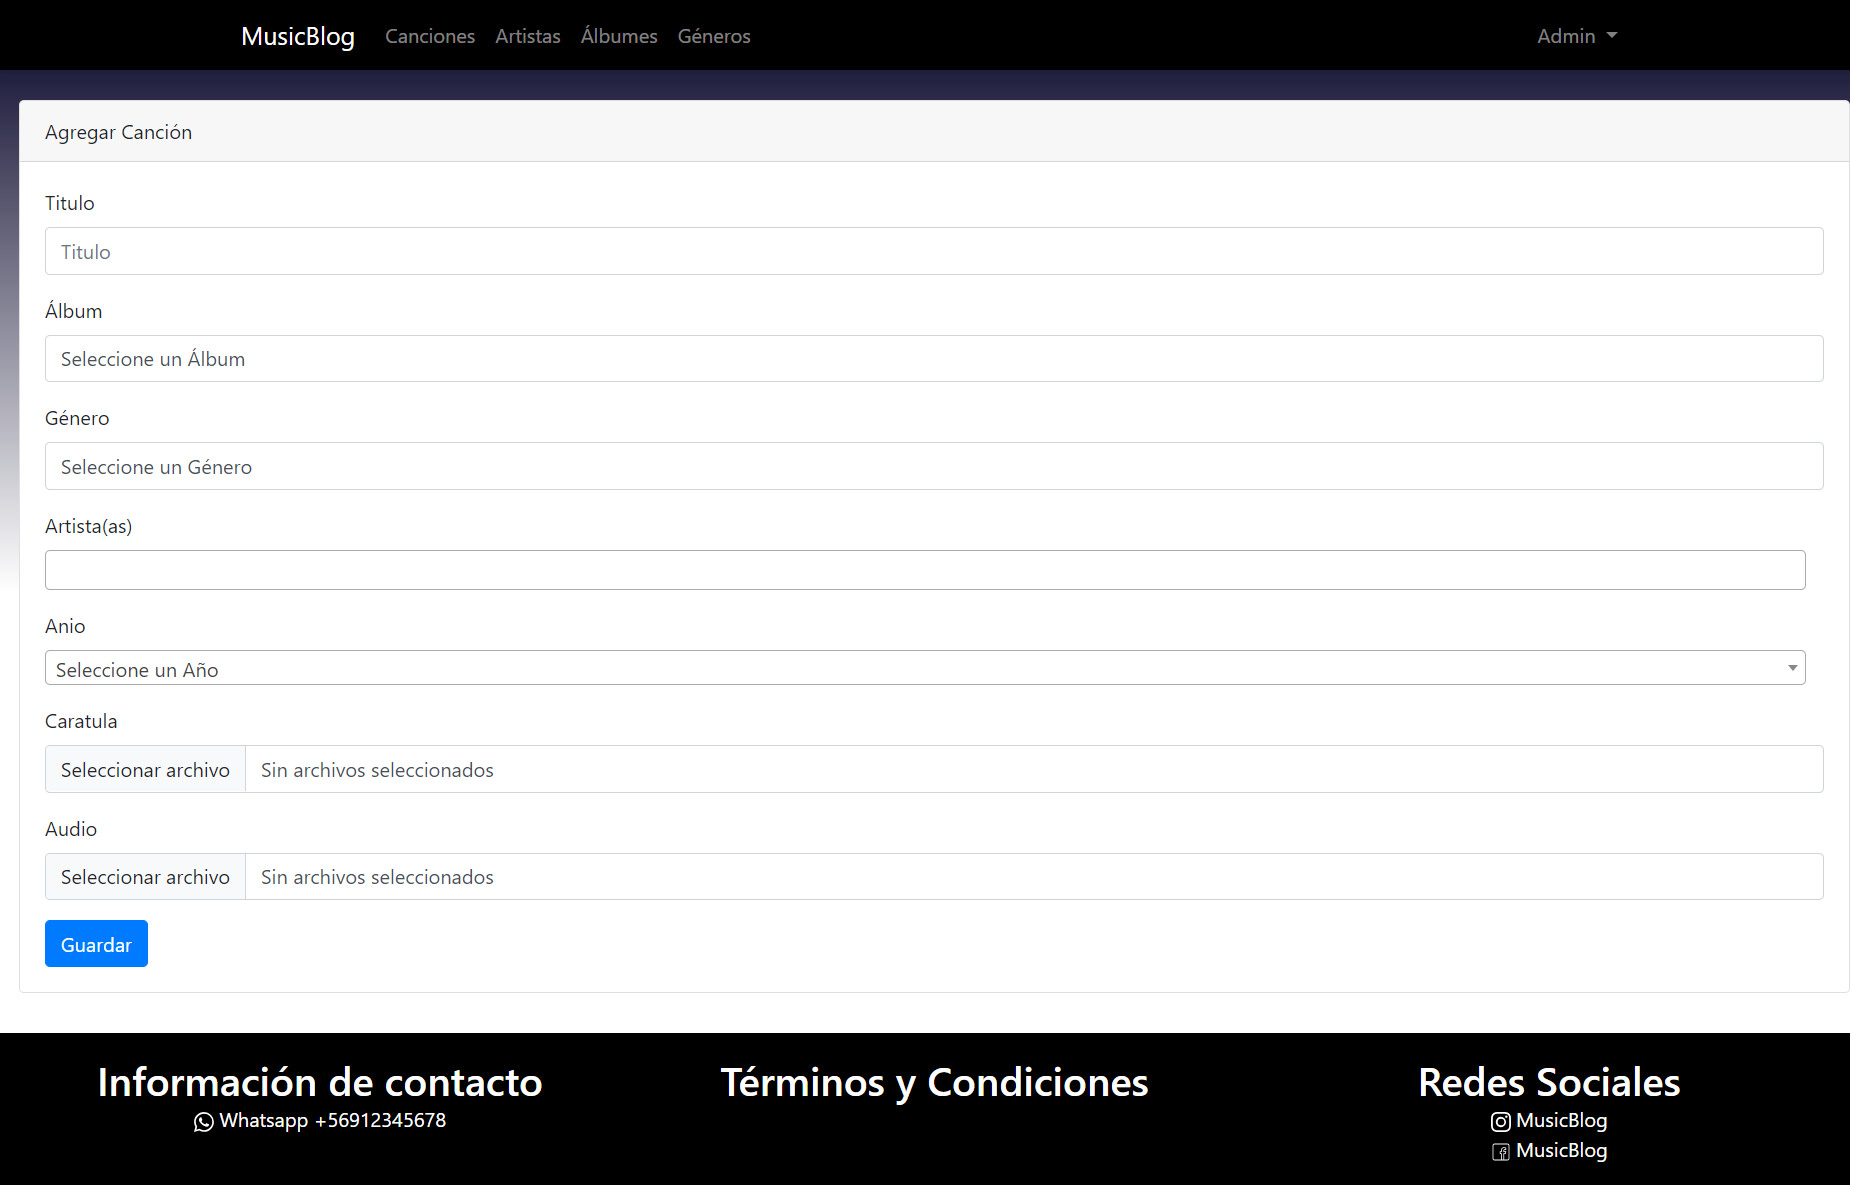 MusicBlog Canciones Artistas Álbumes Géneros Admin
Agregar Canción
Titulo
Titulo
Álbum
Seleccione un Álbum
Género
Seleccione un Género
Artista(as)
Anio
Seleccione un Año
Caratula
Seleccionar archivo Sin archivos seleccionados
Audio
Seleccionar archivo Sin archivos seleccionados
Guardar
Información de contacto
Whatsapp +56912345678
Términos y Condiciones
Redes Sociales
MusicBlog
MusicBlog